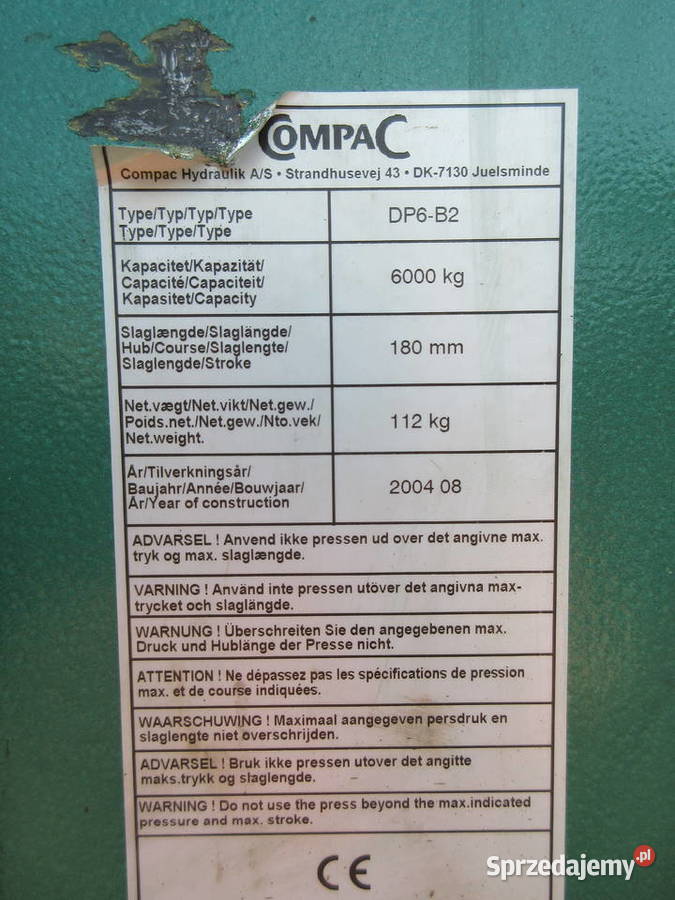 COMPAC
Compac Hydraulik A/S • Strandhusevej 43 • DK-7130 Juelsminde
Type/Typ/Typ/Type
Type/Type/Type
DP6-B2
Kapacitet/Kapazität/
Capacité/Capaciteit/
Kapasitet/Capacity
6000 kg
Slaglængde/Slaglängde/
Hub/Course/Slaglengte/
Slaglengde/Stroke
180 mm
Net.vægt/Net.vikt/Net.gew./
Poids.net./Net.gew./Nto.vek/
Net.weight.
112 kg
År/Tilverkningsår/
Baujahr/Année/Bouwjaar/
År/Year of construction
2004 08
ADVARSEL ! Anvend ikke pressen ud over det angivne max.
tryk og max. slaglængde.
VARNING ! Använd inte pressen utöver det angivna max-
trycket och slaglängde.
WARNUNG ! Überschreiten Sie den angegebenen max.
Druck und Hublänge der Presse nicht.
ATTENTION ! Ne dépassez pas les spécifications de pression
max. et de course indiquées.
WAARSCHUWING ! Maximaal aangegeven persdruk en
slaglengte niet overschrijden.
ADVARSEL ! Bruk ikke pressen utover det angitte
maks.trykk og slaglengde.
WARNING ! Do not use the press beyond the max.indicated
pressure and max. stroke.
CE
Sprzedajemy.pl